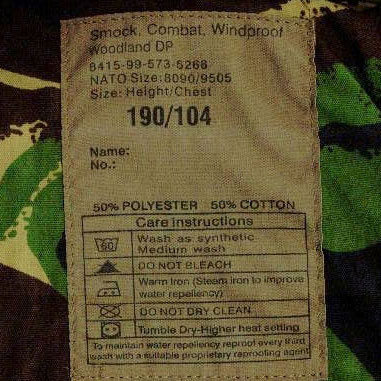 Smock, Combat, Windproof
Woodland DP
8415-99-573-5268
NATO Size: 8090/9505
Size: Height/Chest
190/104
Name:
No.:
50% POLYESTER 50% COTTON
Care instructions
60 Wash as synthetic
Medium wash
DO NOT BLEACH
Warm Iron (Steam iron to improve
water repellency)
DO NOT DRY CLEAN
Tumble Dry-Higher heat setting
To maintain water repellency reproof every third
wash with a suitable proprietary reproofing agent